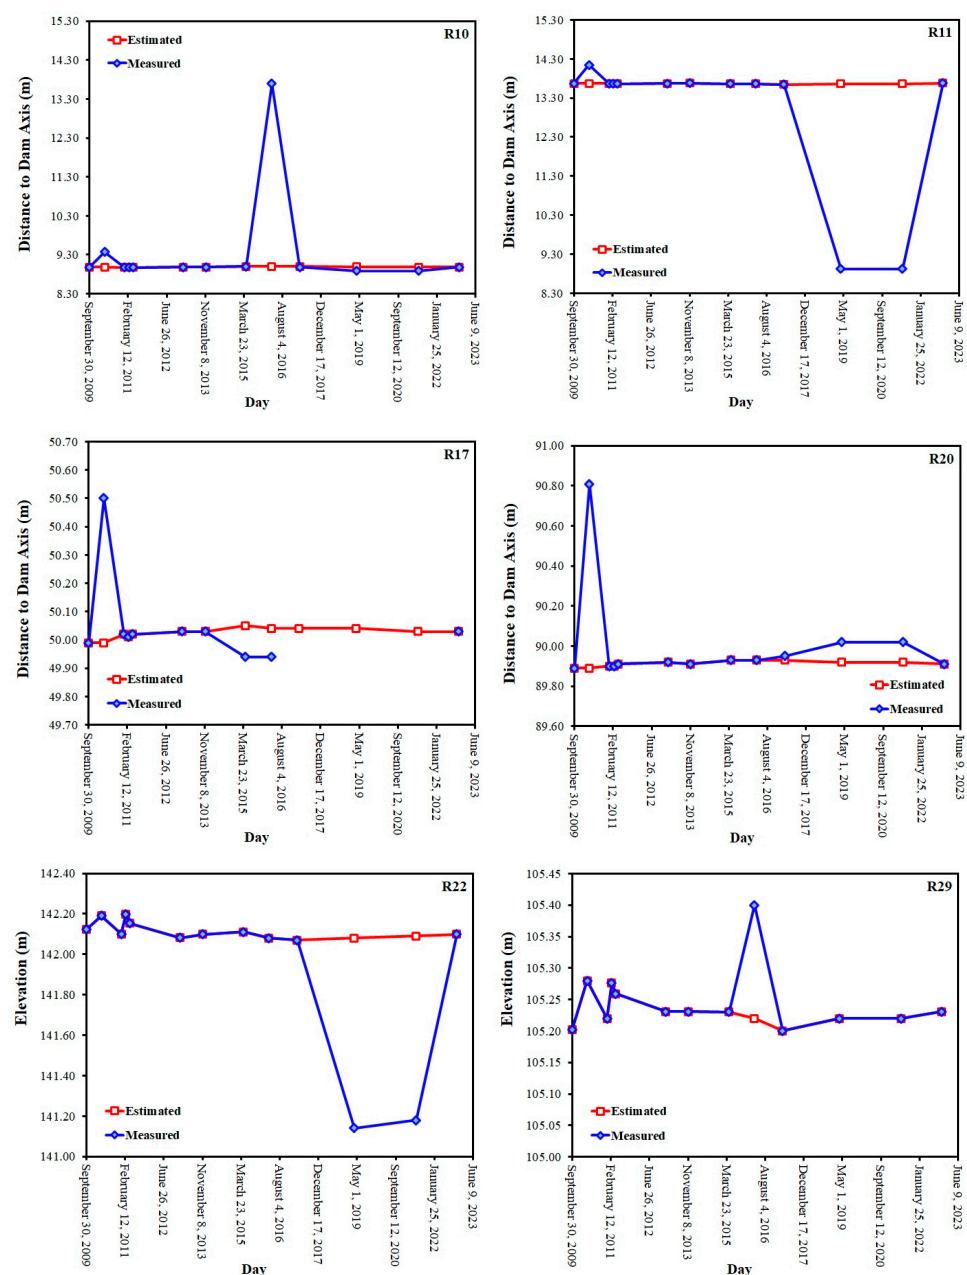 15.30
14.30
13.30
12.30
11.30
10.30
9.30
8.30
Distance to Dam Axis (m)
Estimated
Measured
R10
September 30, 2009
February 12, 2011
June 26, 2012
November 8, 2013
March 23, 2015
August 4, 2016
December 17, 2017
May 1, 2019
September 12, 2020
January 25, 2022
June 9, 2023
Day
15.30
14.30
13.30
12.30
11.30
10.30
9.30
8.30
Distance to Dam Axis (m)
R11
Estimated
Measured
September 30, 2009
February 12, 2011
June 26, 2012
November 8, 2013
March 23, 2015
August 4, 2016
December 17, 2017
May 1, 2019
September 12, 2020
January 25, 2022
June 9, 2023
Day
50.70
50.60
50.50
50.40
50.30
50.20
50.10
50.00
49.90
49.80
49.70
Distance to Dam Axis (m)
R17
Estimated
Measured
September 30, 2009
February 12, 2011
June 26, 2012
November 8, 2013
March 23, 2015
August 4, 2016
December 17, 2017
May 1, 2019
September 12, 2020
January 25, 2022
June 9, 2023
Day
91.00
90.80
90.60
90.40
90.20
90.00
89.80
89.60
Distance to Dam Axis (m)
R20
Estimated
Measured
September 30, 2009
February 12, 2011
June 26, 2012
November 8, 2013
March 23, 2015
August 4, 2016
December 17, 2017
May 1, 2019
September 12, 2020
January 25, 2022
June 9, 2023
Day
142.40
142.20
142.00
141.80
141.60
141.40
141.20
141.00
Elevation (m)
R22
Estimated
Measured
September 30, 2009
February 12, 2011
June 26, 2012
November 8, 2013
March 23, 2015
August 4, 2016
December 17, 2017
May 1, 2019
September 12, 2020
January 25, 2022
June 9, 2023
Day
105.45
105.40
105.35
105.30
105.25
105.20
105.15
105.10
105.05
105.00
Elevation (m)
R29
Estimated
Measured
September 30, 2009
February 12, 2011
June 26, 2012
November 8, 2013
March 23, 2015
August 4, 2016
December 17, 2017
May 1, 2019
September 12, 2020
January 25, 2022
June 9, 2023
Day